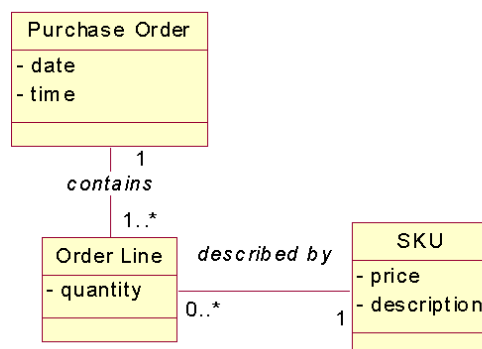 Purchase Order
- date
- time
1
contains
1..*
Order Line
- quantity
described by
0..*
1
SKU
- price
- description